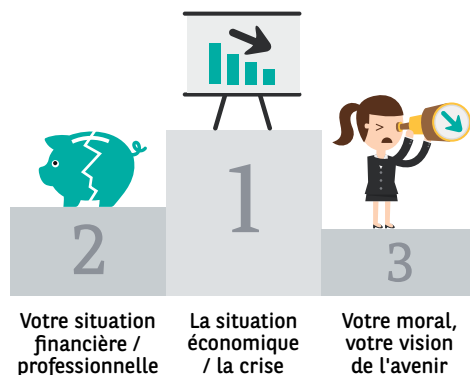 1
2
3
Votre situation
financière /
professionnelle
La situation
économique
/ la crise
Votre moral,
votre vision
de l'avenir